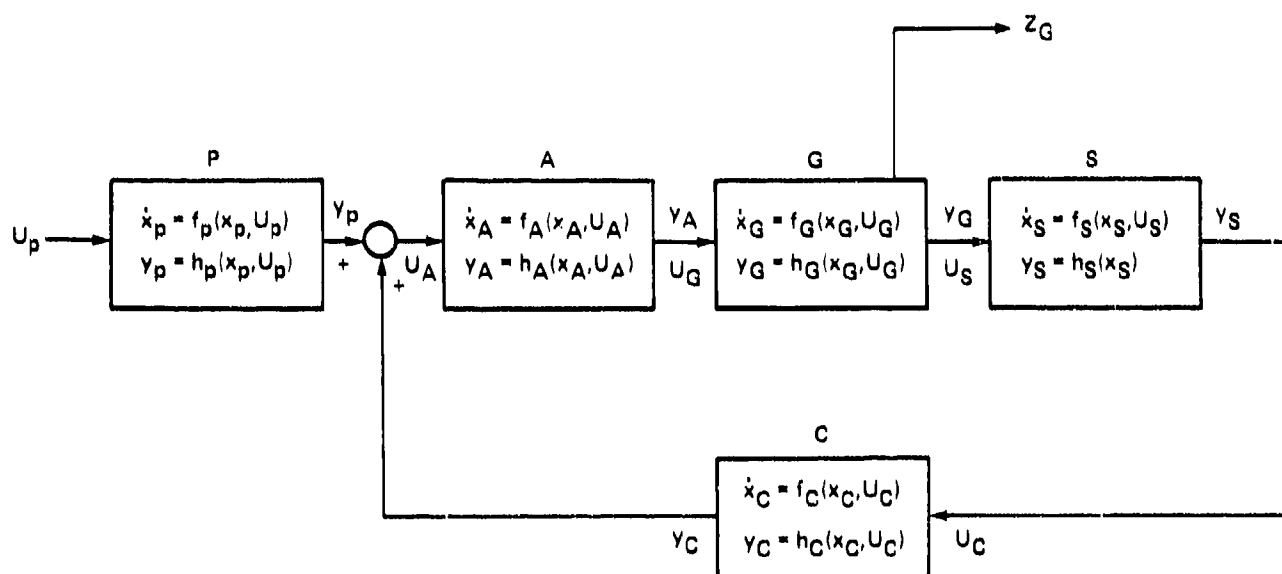 Z_G
P
A
G
S
U_p
ẋ_p = f_p(x_p, U_p)
y_p = h_p(x_p, U_p)
y_p
+
+
U_A
ẋ_A = f_A(x_A, U_A)
y_A = h_A(x_A, U_A)
y_A
U_G
ẋ_G = f_G(x_G, U_G)
y_G = h_G(x_G, U_G)
y_G
U_S
ẋ_S = f_S(x_S, U_S)
y_S = h_S(x_S)
y_S
C
ẋ_C = f_C(x_C, U_C)
y_C = h_C(x_C, U_C)
y_C
U_C